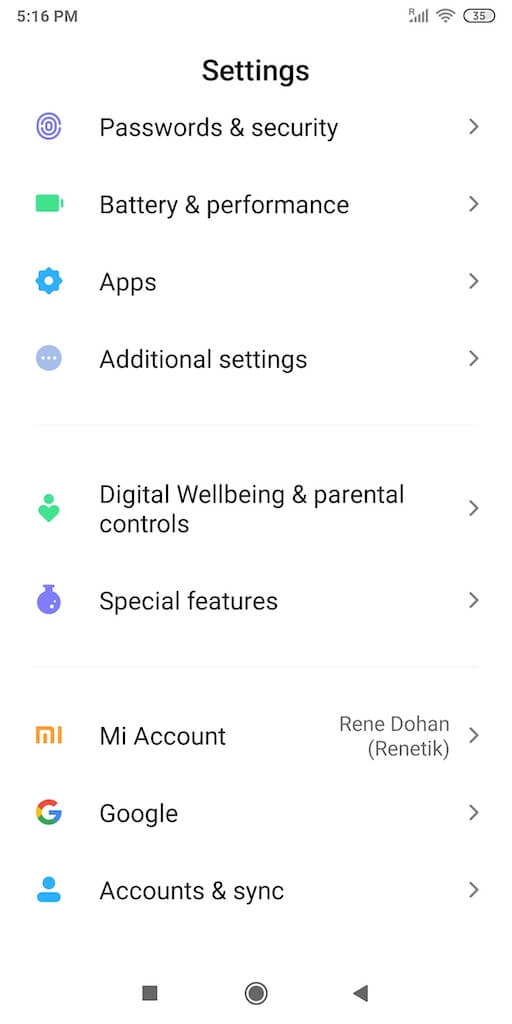 5:16 PM R 35
Settings
Passwords & security
Battery & performance
Apps
Additional settings
Digital Wellbeing & parental
controls
Special features
Mi Account Rene Dohan
(Renetik)
Google
Accounts & sync